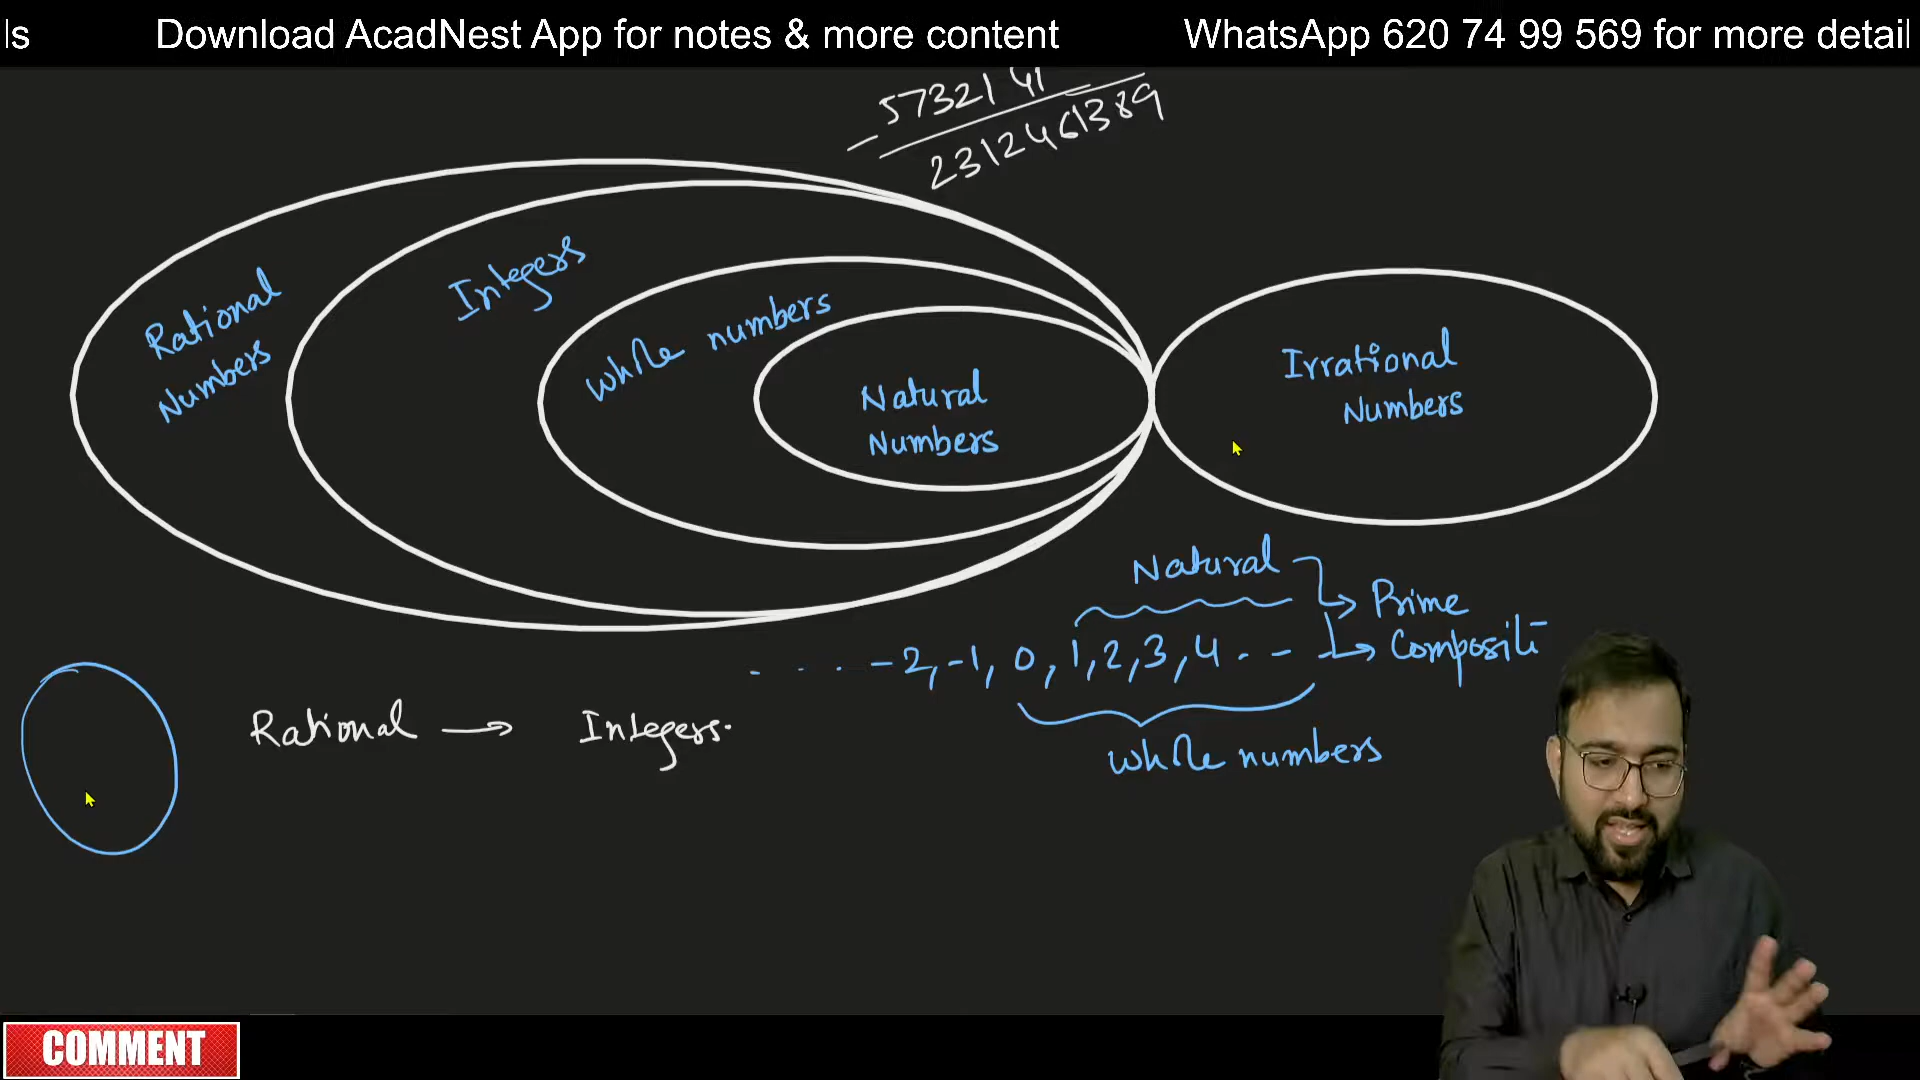 ls Download AcadNest App for notes & more content WhatsApp 620 74 99 569 for more detail
2312461389
Rational
Numbers
Integers
whole numbers
Natural
Numbers
Irrational
Numbers
Natural
Prime
Composite
. . . . -2, -1, 0, 1, 2, 3, 4 . - -
Rational → Integers.
whole numbers
COMMENT